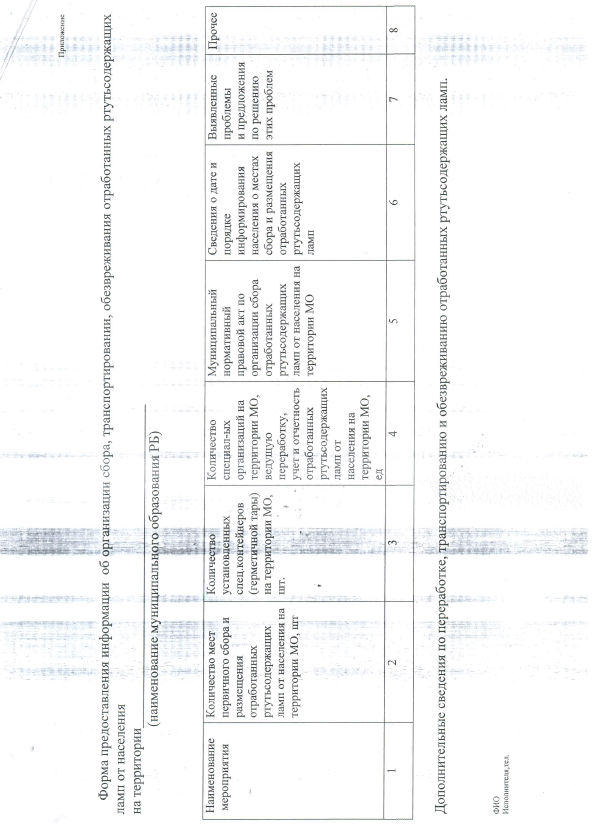 Приложение
Форма предоставления информации об организации сбора, транспортировании, обезвреживания отработанных ртутьсодержащих
ламп от населения
на территории
(наименование муниципального образования РБ)
Наименование
мероприятия
Количество мест
первичного сбора и
размещения
отработанных
ртутьсодержащих
ламп от населения на
территории МО, шт
Количество
установленных
спец.контейнеров
(герметичной тары)
на территории МО,
шт.
Количество
специал-ых
организаций на
территории МО,
ведущую
переработку,
учет и отчетность
отработанных
ртутьсодержащих
ламп от
населения на
территории МО,
ед
Муниципальный
нормативный
правовой акт по
организации сбора
отработанных
ртутьсодержащих
ламп от населения на
территории МО
Сведения о дате и
порядке
информирования
населения о местах
сбора и размещения
отработанных
ртутьсодержащих
ламп
Выявленные
проблемы
и предложения
по решению
этих проблем
Прочее
1 2 3 4 5 6 7 8
Дополнительные сведения по переработке, транспортированию и обезвреживанию отработанных ртутьсодержащих ламп.
ФИО
Исполнителя,тел.